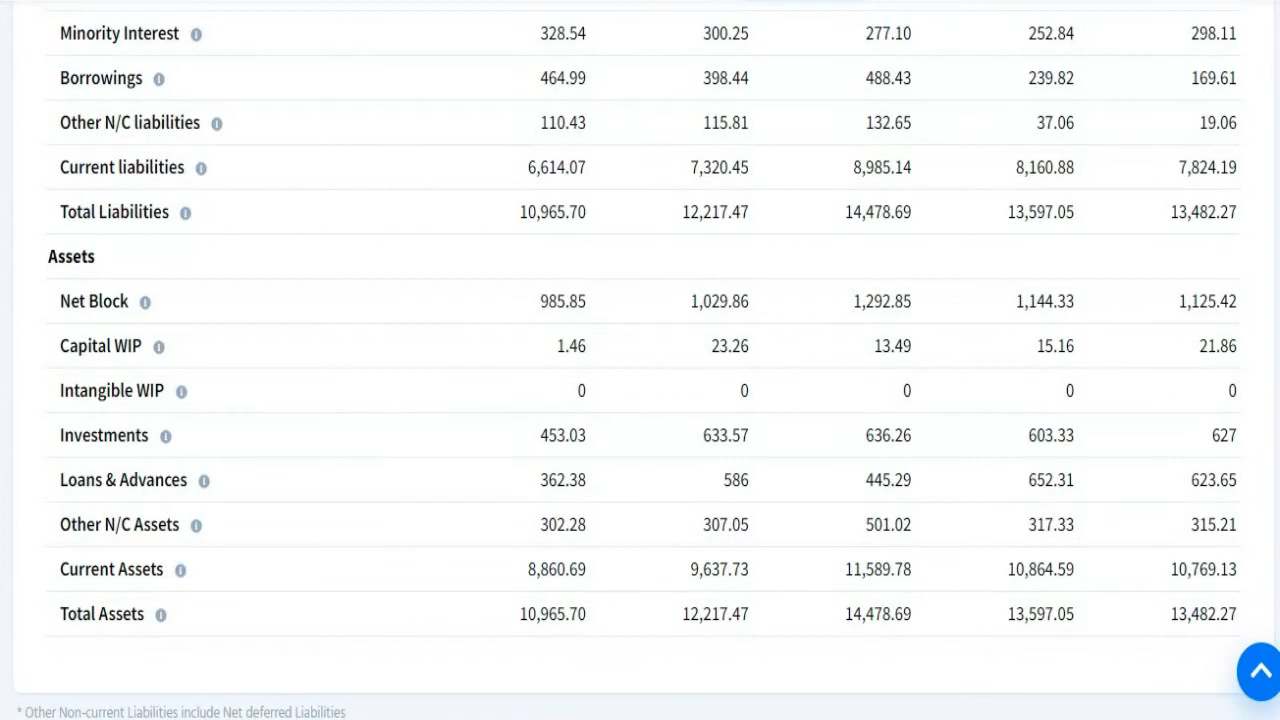 Minority Interest 328.54 300.25 277.10 252.84 298.11
Borrowings 464.99 398.44 488.43 239.82 169.61
Other N/C liabilities 110.43 115.81 132.65 37.06 19.06
Current liabilities 6,614.07 7,320.45 8,985.14 8,160.88 7,824.19
Total Liabilities 10,965.70 12,217.47 14,478.69 13,597.05 13,482.27
Assets
Net Block 985.85 1,029.86 1,292.85 1,144.33 1,125.42
Capital WIP 1.46 23.26 13.49 15.16 21.86
Intangible WIP 0 0 0 0 0
Investments 453.03 633.57 636.26 603.33 627
Loans & Advances 362.38 586 445.29 652.31 623.65
Other N/C Assets 302.28 307.05 501.02 317.33 315.21
Current Assets 8,860.69 9,637.73 11,589.78 10,864.59 10,769.13
Total Assets 10,965.70 12,217.47 14,478.69 13,597.05 13,482.27
* Other Non-current Liabilities include Net deferred Liabilities